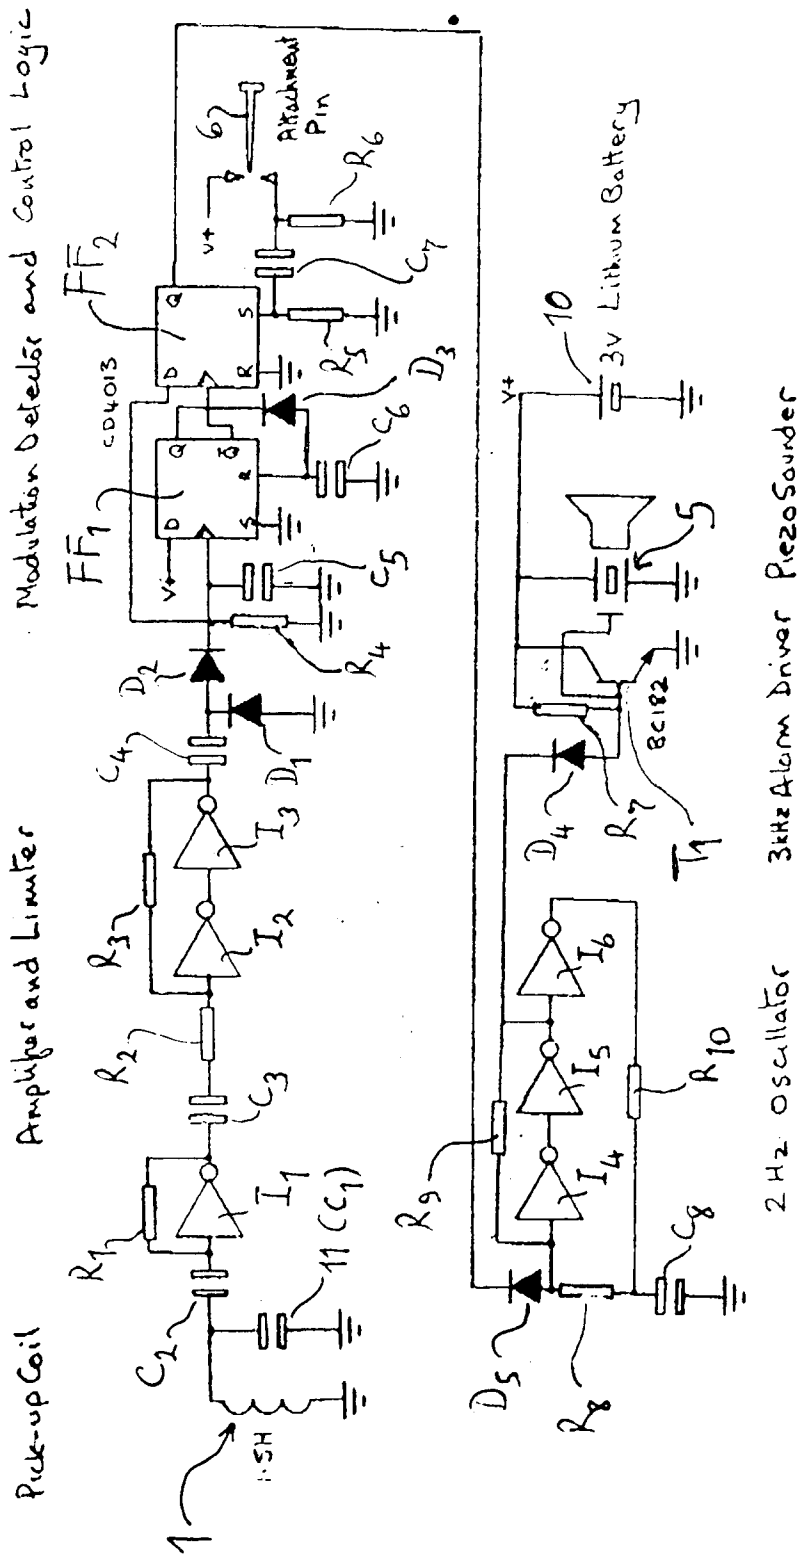 Pick-up Coil
Amplifier and Limiter
Modulation Detector and Control Logic
1
1.5H
11 (C1)
C2
R1
I1
C3
R2
R3
I2
I3
C4
D1
D2
R4
C5
FF1
V+
D
Q
Q̅
S
R
CD4013
C6
D3
FF2
D
Q
S
R
R5
C7
R6
V+
6
Attachment
Pin
D5
R8
C8
R9
I4
I5
I6
R10
D4
R7
T1
BC182
5
V+
10
3V Lithium Battery
2 Hz Oscillator
3kHz Alarm Driver
Piezo Sounder